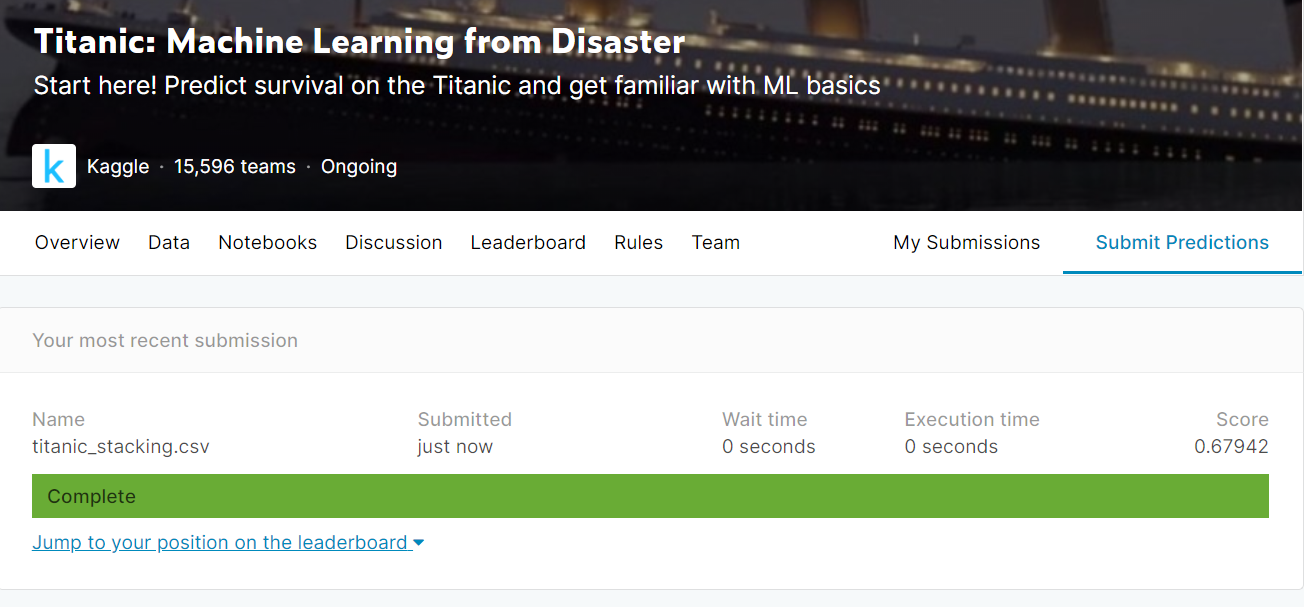 Titanic: Machine Learning from Disaster
Start here! Predict survival on the Titanic and get familiar with ML basics
k Kaggle · 15,596 teams · Ongoing
Overview Data Notebooks Discussion Leaderboard Rules Team My Submissions Submit Predictions
Your most recent submission
Name Submitted Wait time Execution time Score
titanic_stacking.csv just now 0 seconds 0 seconds 0.67942
Complete
Jump to your position on the leaderboard